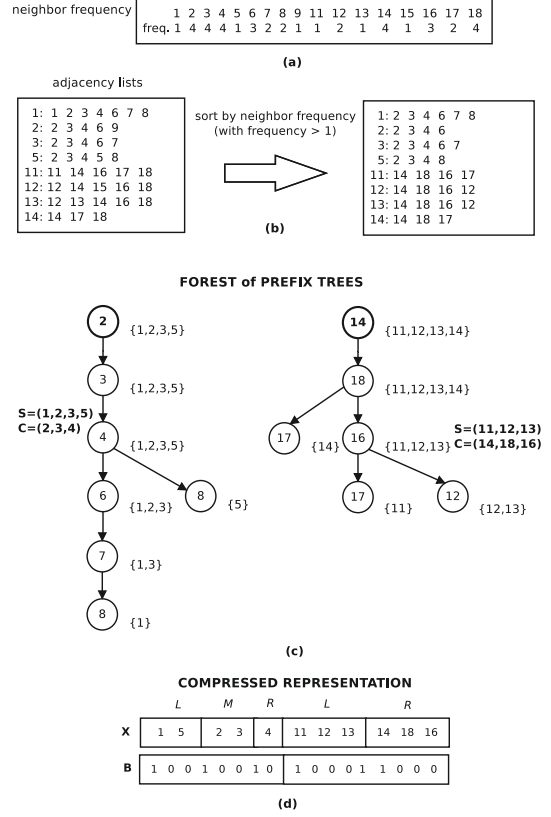 neighbor frequency
1 2 3 4 5 6 7 8 9 11 12 13 14 15 16 17 18
freq. 1 4 4 4 1 3 2 2 1 1 2 1 4 1 3 2 4
(a)
adjacency lists
1: 1 2 3 4 6 7 8
2: 2 3 4 6 9
3: 2 3 4 6 7
5: 2 3 4 5 8
11: 11 14 16 17 18
12: 12 14 15 16 18
13: 12 13 14 16 18
14: 14 17 18
sort by neighbor frequency
(with frequency > 1)
1: 2 3 4 6 7 8
2: 2 3 4 6
3: 2 3 4 6 7
5: 2 3 4 8
11: 14 18 16 17
12: 14 18 16 12
13: 14 18 16 12
14: 14 18 17
(b)
FOREST of PREFIX TREES
2 {1,2,3,5}
3 {1,2,3,5}
S=(1,2,3,5)
C=(2,3,4)
4 {1,2,3,5}
6 {1,2,3}
8 {5}
7 {1,3}
8 {1}
14 {11,12,13,14}
18 {11,12,13,14}
17 {14}
16 {11,12,13}
S=(11,12,13)
C=(14,18,16)
17 {11}
12 {12,13}
(c)
COMPRESSED REPRESENTATION
L M R L R
X 1 5 2 3 4 11 12 13 14 18 16
B 1 0 0 1 0 0 1 0 1 0 0 0 1 1 0 0 0
(d)